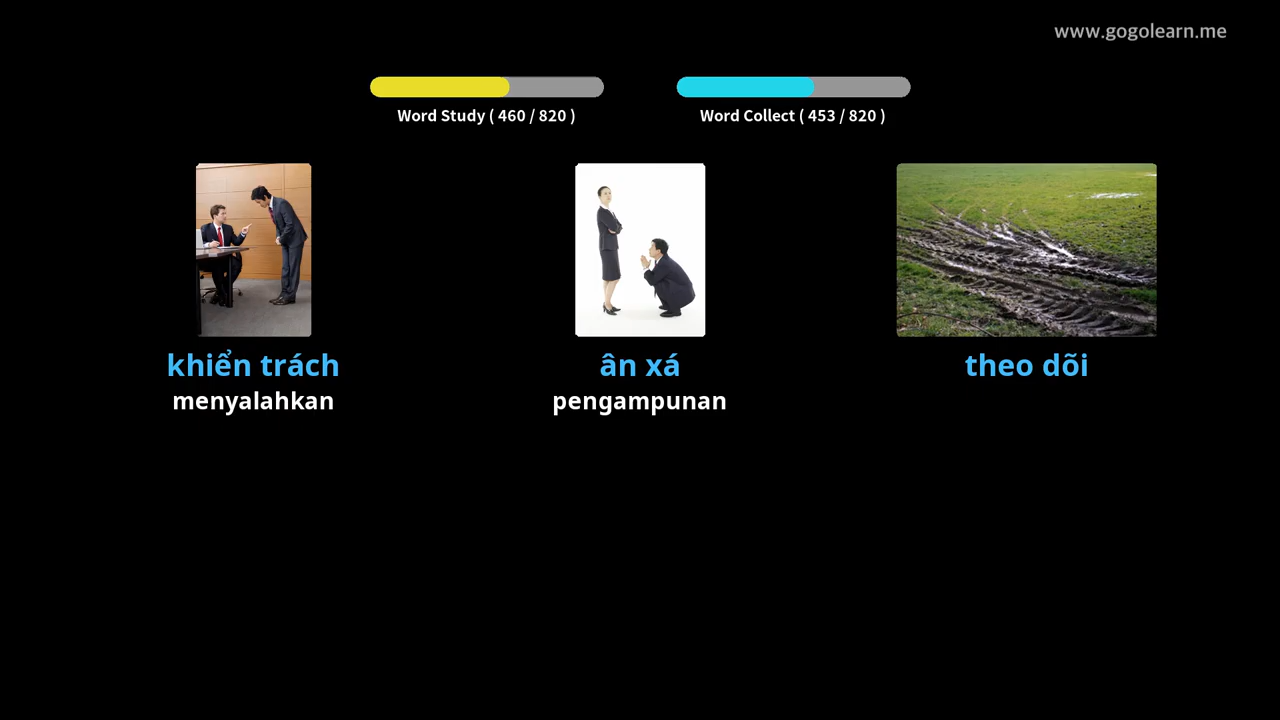 www.gogolearn.me
Word Study ( 460 / 820 )
Word Collect ( 453 / 820 )
khiển trách
menyalahkan
ân xá
pengampunan
theo dõi